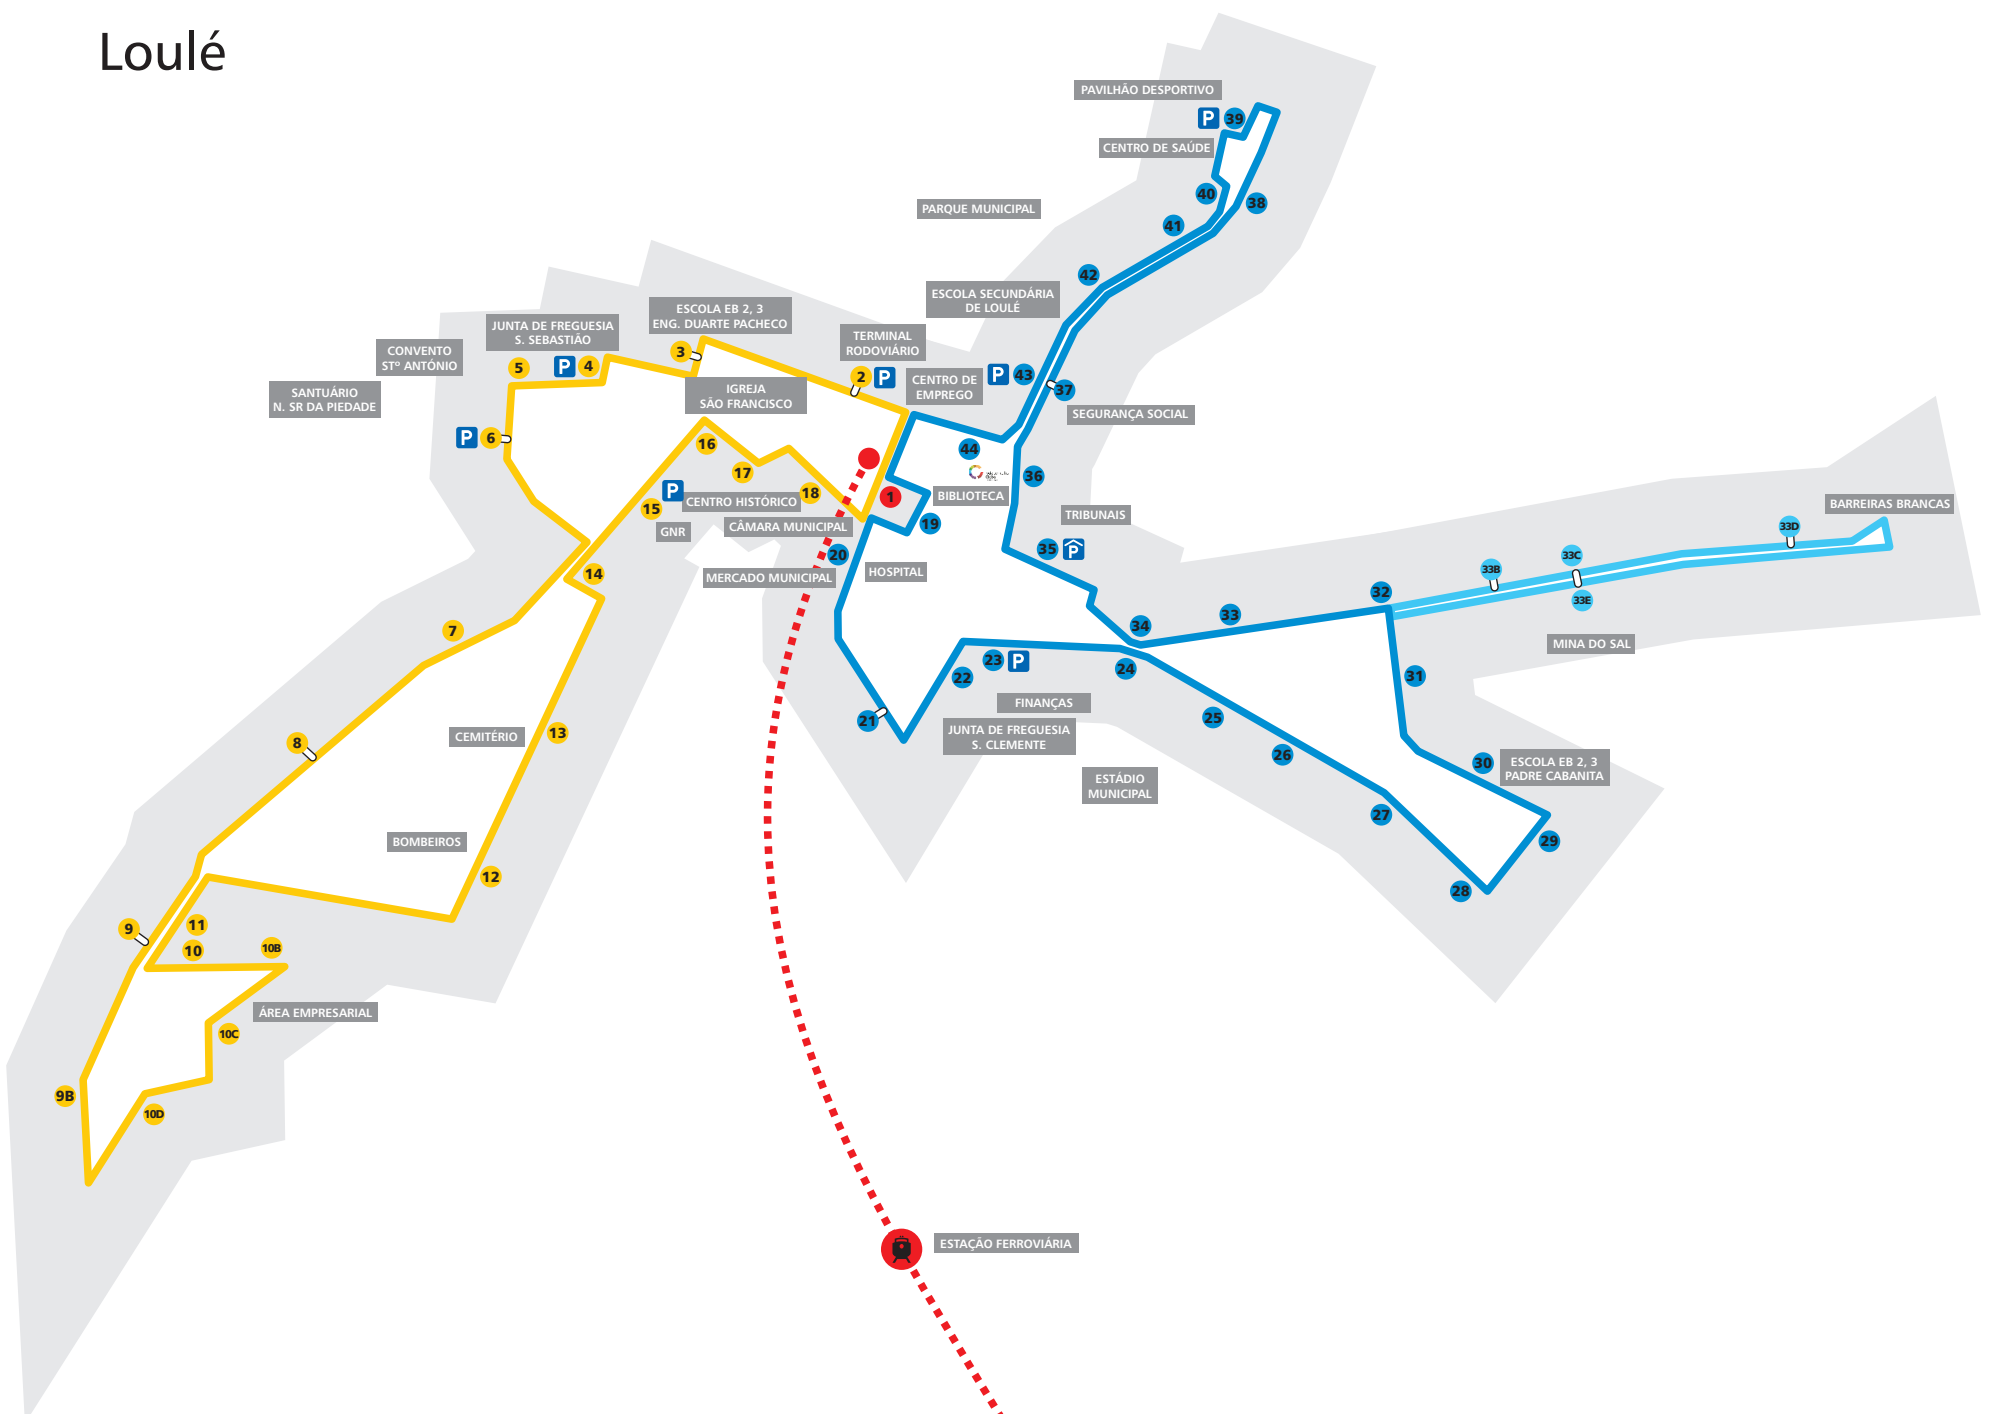 Loulé
PAVILHÃO DESPORTIVO
P
39
CENTRO DE SAÚDE
40
38
PARQUE MUNICIPAL
41
42
ESCOLA SECUNDÁRIA
DE LOULÉ
ESCOLA EB 2, 3
ENG. DUARTE PACHECO
JUNTA DE FREGUESIA
S. SEBASTIÃO
TERMINAL
RODOVIÁRIO
CONVENTO
STº ANTÓNIO
3
5
P
4
2
P
CENTRO DE
EMPREGO
P
43
37
SANTUÁRIO
N. SR DA PIEDADE
IGREJA
SÃO FRANCISCO
SEGURANÇA SOCIAL
P
6
16
44
17
36
P
18
1
BIBLIOTECA
CENTRO HISTÓRICO
15
BARREIRAS BRANCAS
TRIBUNAIS
GNR
CÂMARA MUNICIPAL
19
33D
35
P
20
33C
33B
14
MERCADO MUNICIPAL
HOSPITAL
32
33E
33
7
34
MINA DO SAL
23
P
24
22
31
FINANÇAS
21
25
JUNTA DE FREGUESIA
S. CLEMENTE
CEMITÉRIO
13
8
26
30
ESCOLA EB 2, 3
PADRE CABANITA
ESTÁDIO
MUNICIPAL
27
BOMBEIROS
29
12
28
9
11
10
10B
ÁREA EMPRESARIAL
10C
9B
10D
ESTAÇÃO FERROVIÁRIA